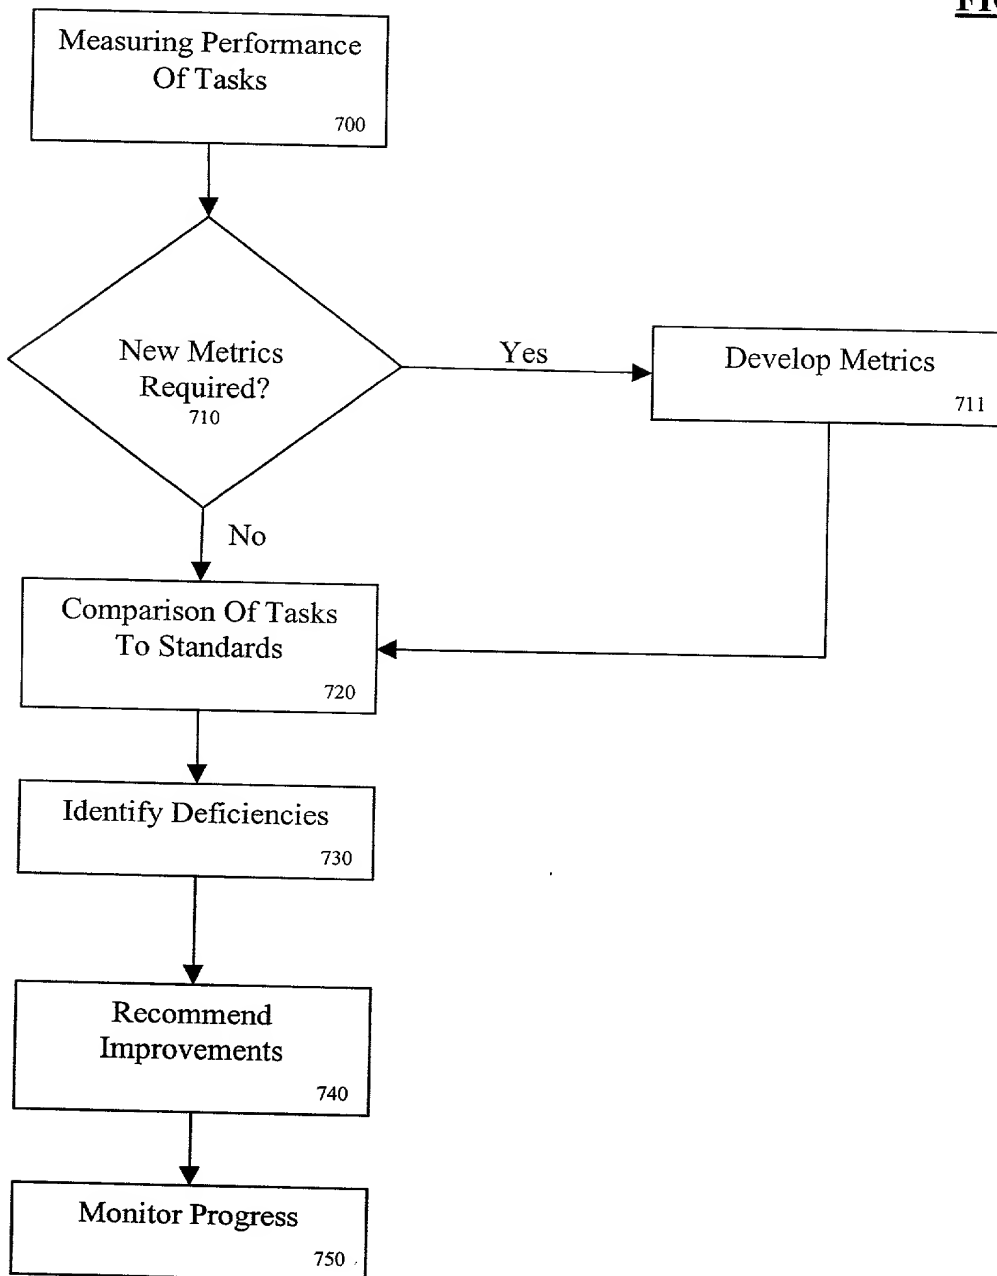 Measuring Performance
Of Tasks
700
New Metrics
Required?
710
Yes
Develop Metrics
711
No
Comparison Of Tasks
To Standards
720
Identify Deficiencies
730
Recommend
Improvements
740
Monitor Progress
750